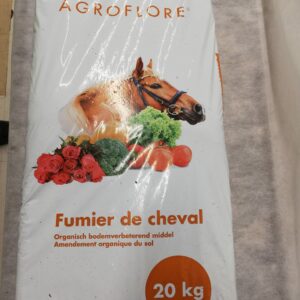 AGROFLORE®
Fumier de cheval
Organisch bodemverbeterend middel
Amendement organique du sol
20 kg